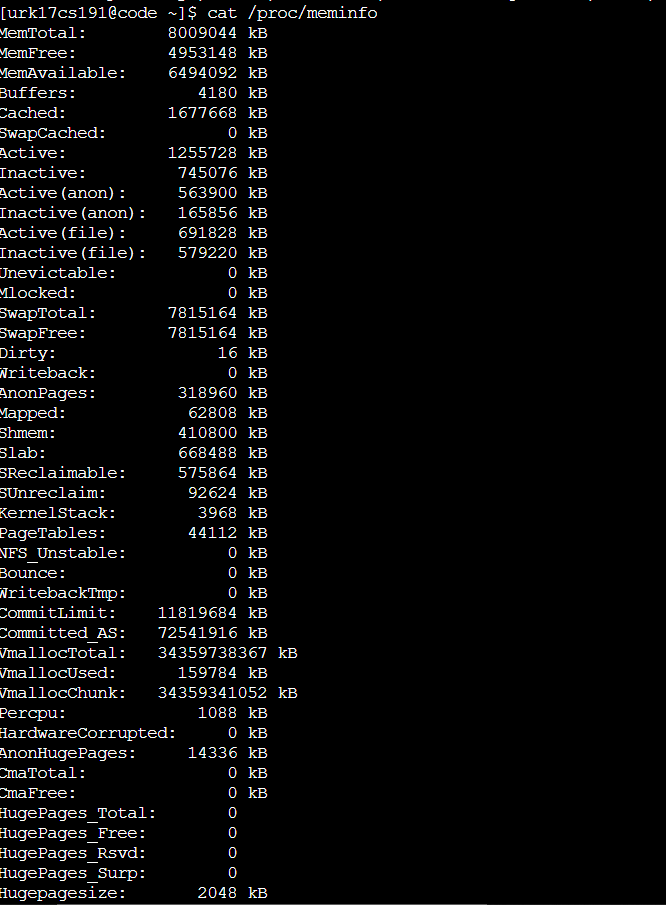 [urk17cs191@code ~]$ cat /proc/meminfo
MemTotal:        8009044 kB
MemFree:         4953148 kB
MemAvailable:    6494092 kB
Buffers:            4180 kB
Cached:          1677668 kB
SwapCached:            0 kB
Active:          1255728 kB
Inactive:         745076 kB
Active(anon):     563900 kB
Inactive(anon):   165856 kB
Active(file):     691828 kB
Inactive(file):   579220 kB
Unevictable:           0 kB
Mlocked:               0 kB
SwapTotal:       7815164 kB
SwapFree:        7815164 kB
Dirty:                16 kB
Writeback:             0 kB
AnonPages:        318960 kB
Mapped:            62808 kB
Shmem:            410800 kB
Slab:             668488 kB
SReclaimable:     575864 kB
SUnreclaim:        92624 kB
KernelStack:        3968 kB
PageTables:        44112 kB
NFS_Unstable:          0 kB
Bounce:                0 kB
WritebackTmp:          0 kB
CommitLimit:    11819684 kB
Committed_AS:   72541916 kB
VmallocTotal:   34359738367 kB
VmallocUsed:      159784 kB
VmallocChunk:   34359341052 kB
Percpu:             1088 kB
HardwareCorrupted:     0 kB
AnonHugePages:     14336 kB
CmaTotal:              0 kB
CmaFree:               0 kB
HugePages_Total:       0
HugePages_Free:        0
HugePages_Rsvd:        0
HugePages_Surp:        0
Hugepagesize:       2048 kB